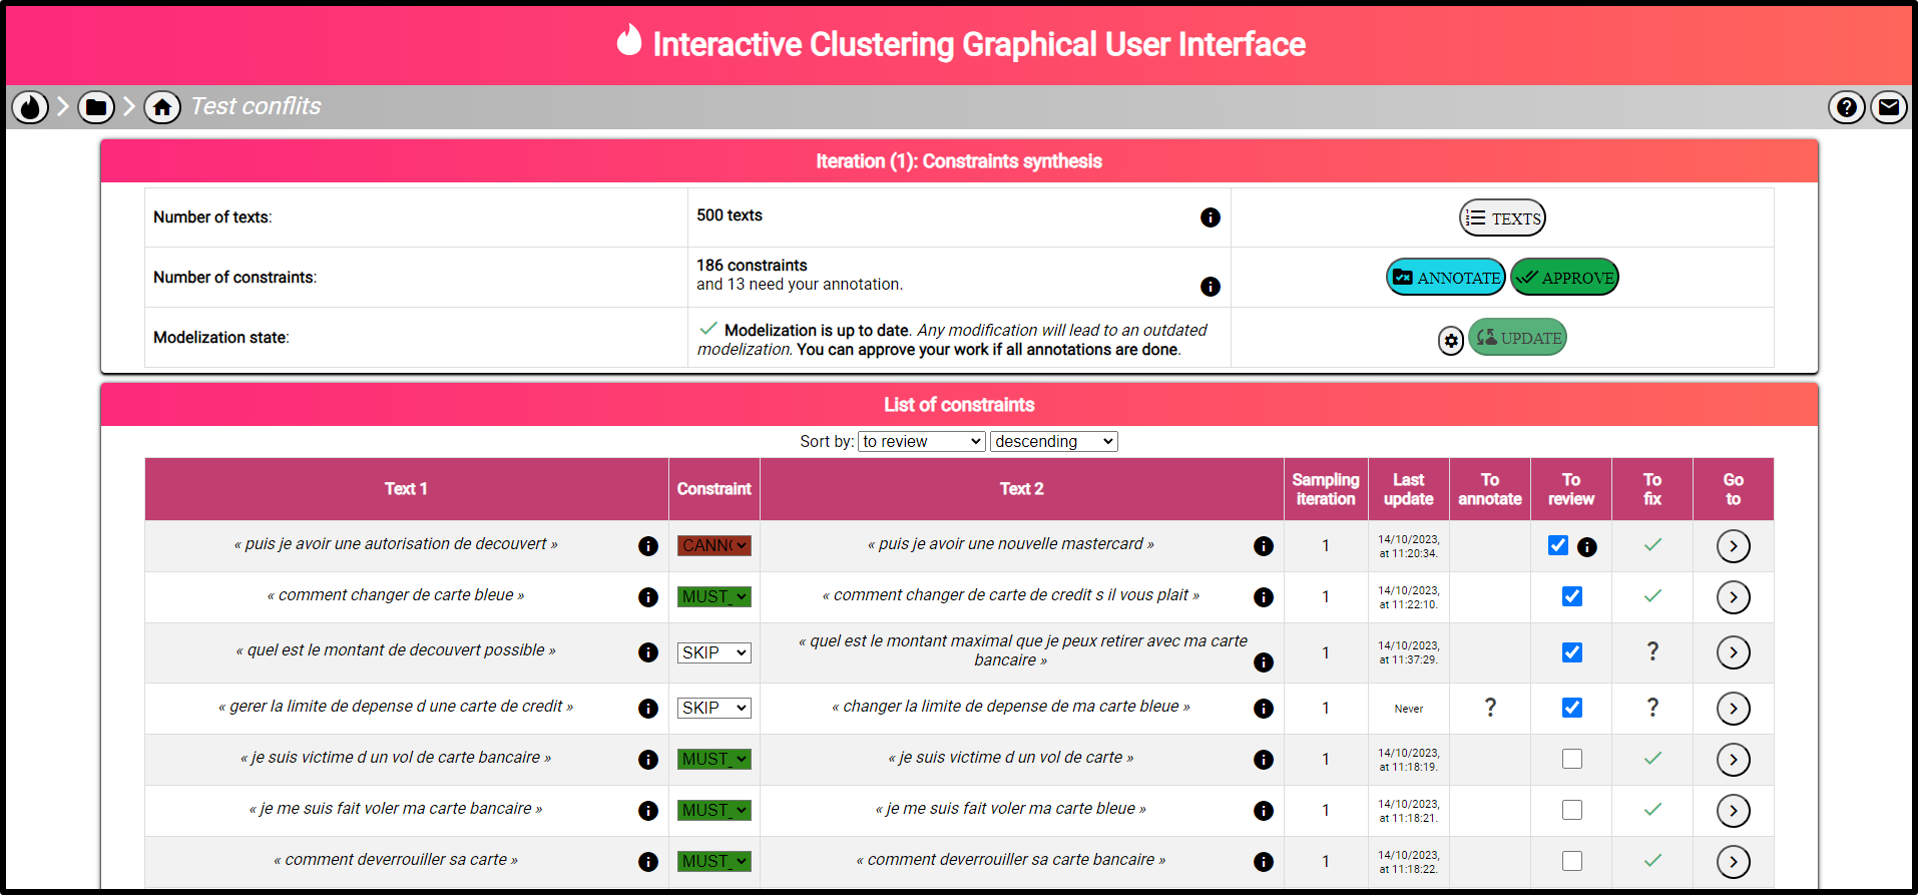 Interactive Clustering Graphical User Interface
Test conflits
Iteration (1): Constraints synthesis
Number of texts:
500 texts
TEXTS
Number of constraints:
186 constraints
and 13 need your annotation.
ANNOTATE
APPROVE
Modelization state:
Modelization is up to date. Any modification will lead to an outdated
modelization. You can approve your work if all annotations are done.
UPDATE
List of constraints
Sort by: to review descending
Text 1 Constraint Text 2 Sampling iteration Last update To annotate To review To fix Go to
« puis je avoir une autorisation de decouvert » CANN « puis je avoir une nouvelle mastercard » 1 14/10/2023, at 11:20:34.
« comment changer de carte bleue » MUST_ « comment changer de carte de credit s il vous plait » 1 14/10/2023, at 11:22:10.
« quel est le montant de decouvert possible » SKIP « quel est le montant maximal que je peux retirer avec ma carte bancaire » 1 14/10/2023, at 11:37:29. ?
« gerer la limite de depense d une carte de credit » SKIP « changer la limite de depense de ma carte bleue » 1 Never ? ?
« je suis victime d un vol de carte bancaire » MUST_ « je suis victime d un vol de carte » 1 14/10/2023, at 11:18:19.
« je me suis fait voler ma carte bancaire » MUST_ « je me suis fait voler ma carte bleue » 1 14/10/2023, at 11:18:21.
« comment deverrouiller sa carte » MUST_ « comment deverrouiller sa carte bancaire » 1 14/10/2023, at 11:18:22.